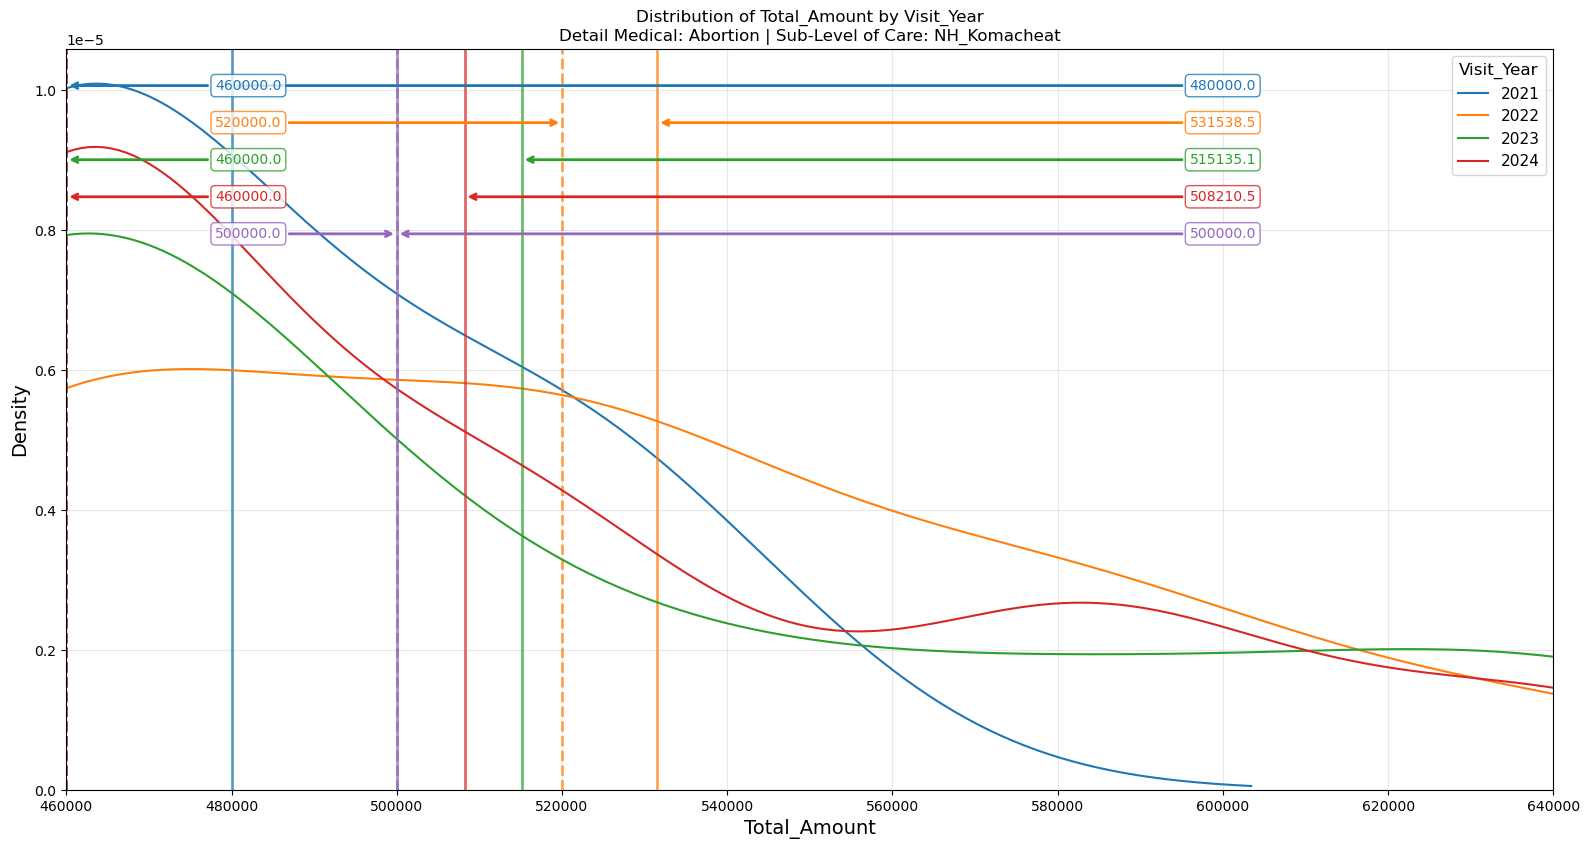 Distribution of Total_Amount by Visit_Year
Detail Medical: Abortion | Sub-Level of Care: NH_Komacheat
1e−5
Visit_Year
2021
2022
2023
2024
460000.0 480000.0
520000.0 531538.5
460000.0 515135.1
460000.0 508210.5
500000.0 500000.0
Density
1.0
0.8
0.6
0.4
0.2
0.0
460000 480000 500000 520000 540000 560000 580000 600000 620000 640000
Total_Amount